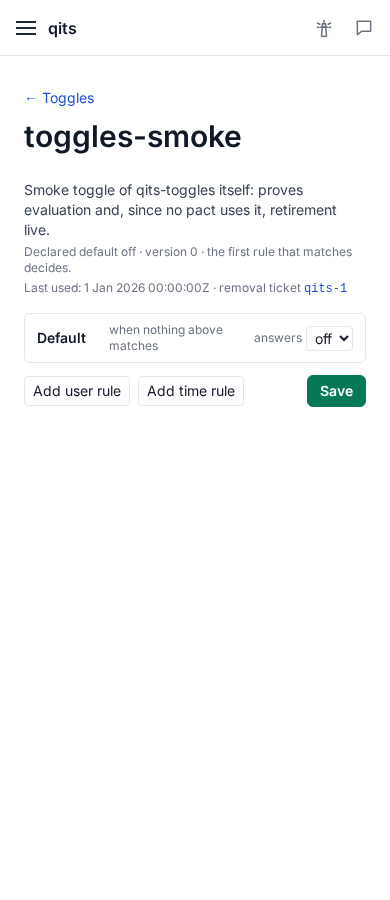 qits
← Toggles
toggles-smoke
Smoke toggle of qits-toggles itself: proves
evaluation and, since no pact uses it, retirement
live.
Declared default off · version 0 · the first rule that matches
decides.
Last used: 1 Jan 2026 00:00:00Z · removal ticket qits-1
Default when nothing above
matches answers off
Add user rule Add time rule Save